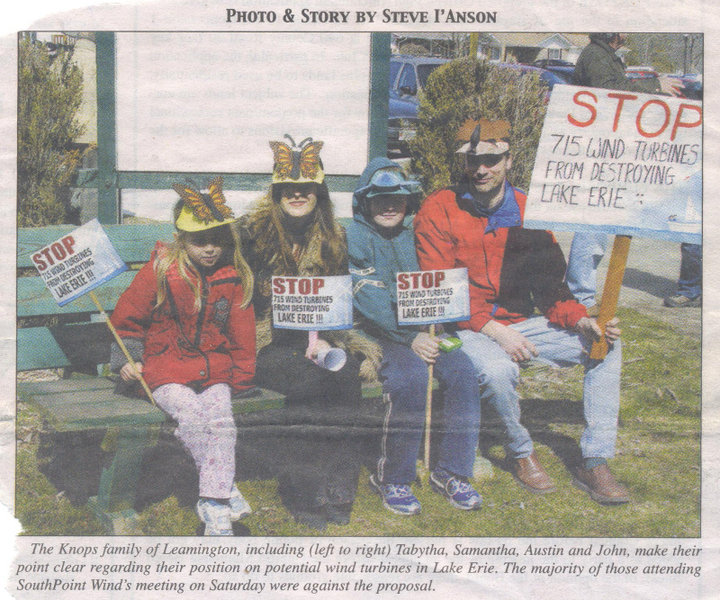 PHOTO & STORY BY STEVE I'ANSON
STOP
715 WIND TURBINES
FROM DESTROYING
LAKE ERIE
STOP
715 WIND TURBINES
FROM DESTROYING
LAKE ERIE !!!
STOP
715 WIND TURBINES
FROM DESTROYING
LAKE ERIE !!!
STOP
715 WIND TURBINES
FROM DESTROYING
LAKE ERIE !!!
The Knops family of Leamington, including (left to right) Tabytha, Samantha, Austin and John, make their
point clear regarding their position on potential wind turbines in Lake Erie. The majority of those attending
SouthPoint Wind's meeting on Saturday were against the proposal.